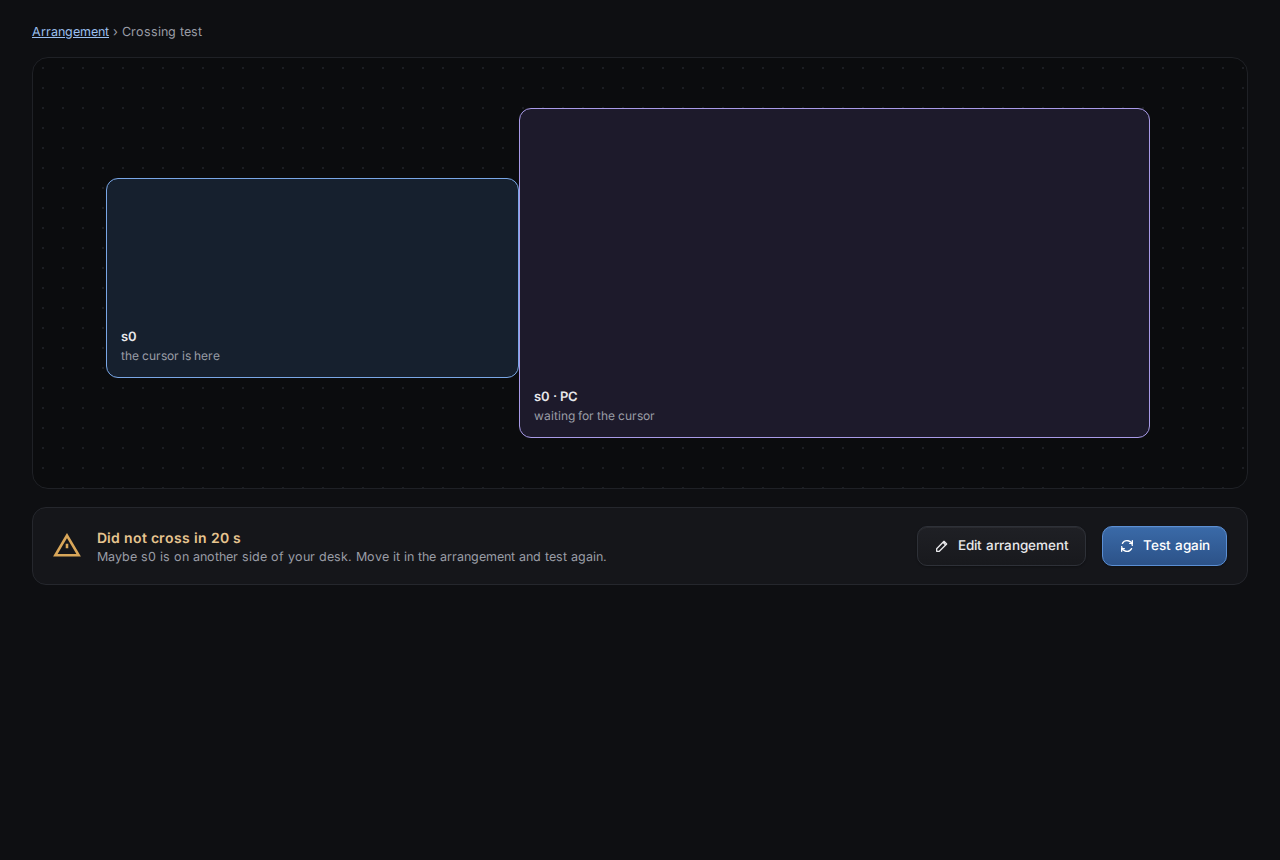 Arrangement › Crossing test
s0
the cursor is here
s0 · PC
waiting for the cursor
Did not cross in 20 s
Maybe s0 is on another side of your desk. Move it in the arrangement and test again.
Edit arrangement
Test again